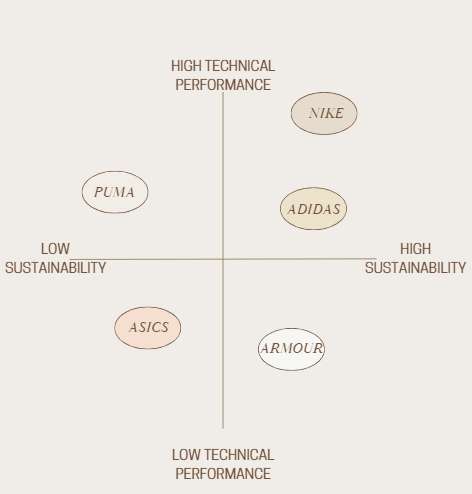 HIGH TECHNICAL
PERFORMANCE
NIKE
PUMA
ADIDAS
LOW
SUSTAINABILITY
HIGH
SUSTAINABILITY
ASICS
ARMOUR
LOW TECHNICAL
PERFORMANCE